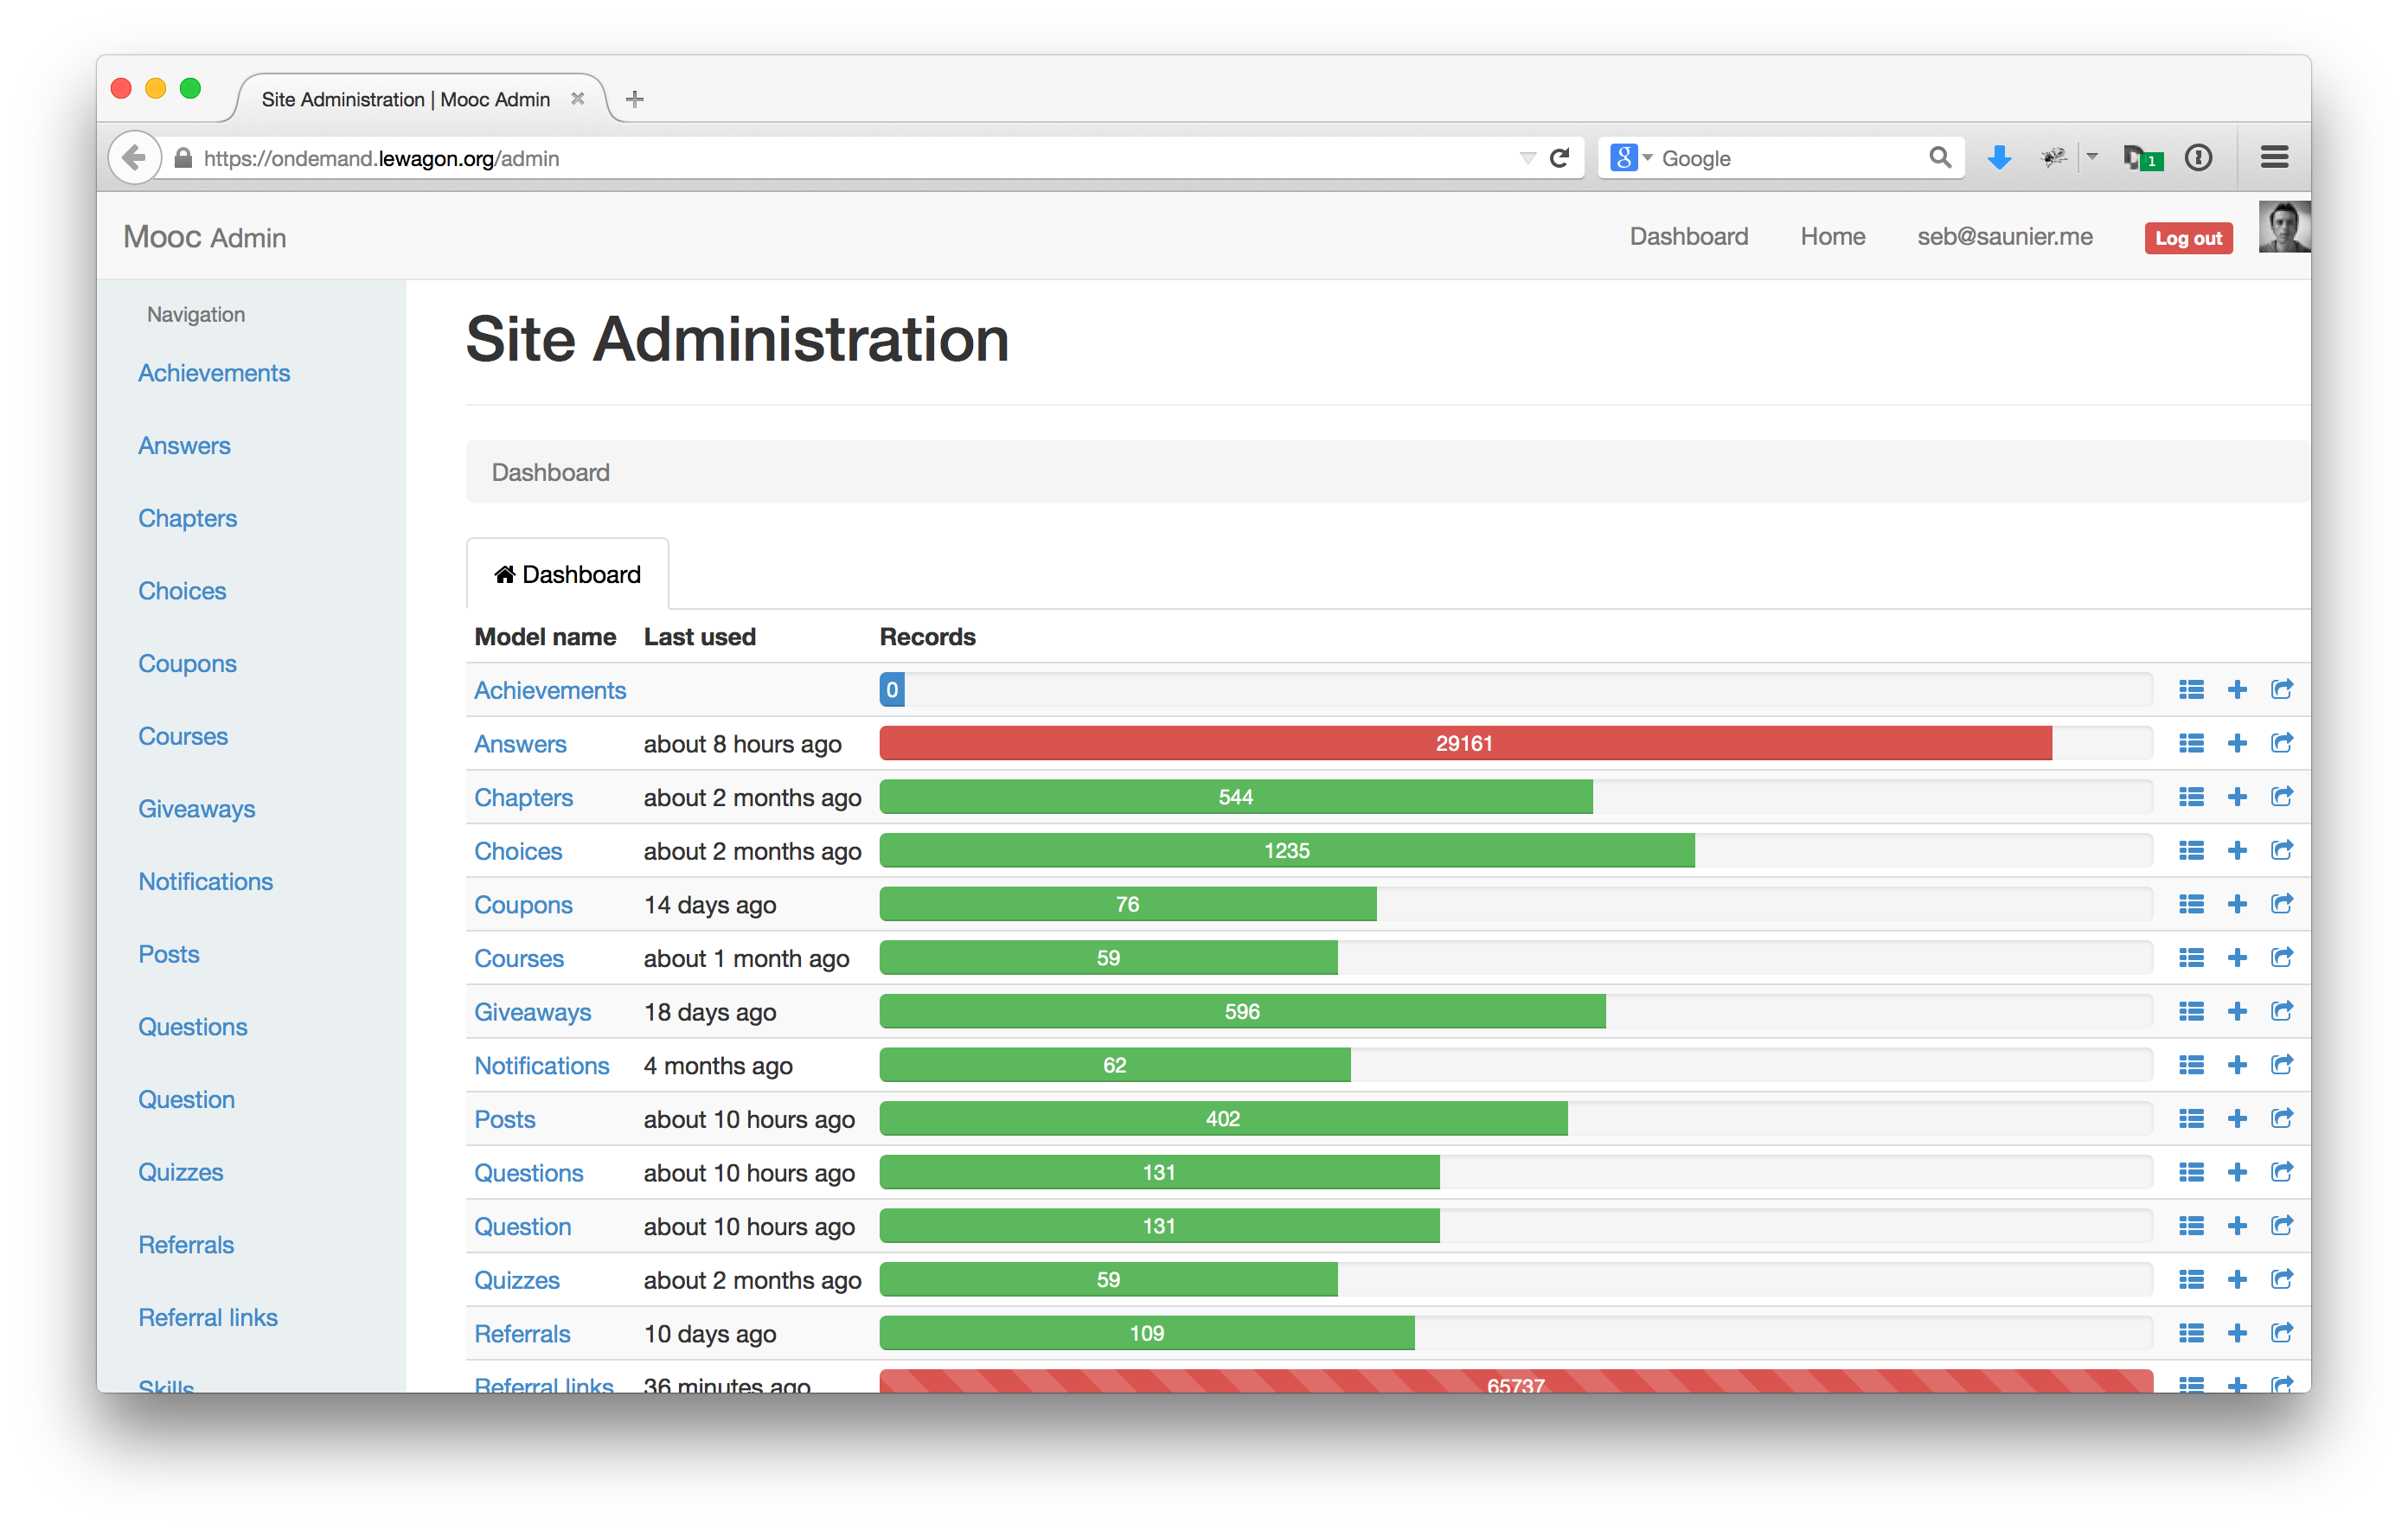 Site Administration | Mooc Admin
https://ondemand.lewagon.org/admin
Google
1
Mooc Admin
Dashboard Home seb@saunier.me Log out
Navigation
Achievements
Answers
Chapters
Choices
Coupons
Courses
Giveaways
Notifications
Posts
Questions
Question
Quizzes
Referrals
Referral links
Skills
Site Administration
Dashboard
Dashboard
Model name Last used Records
Achievements 0
Answers about 8 hours ago 29161
Chapters about 2 months ago 544
Choices about 2 months ago 1235
Coupons 14 days ago 76
Courses about 1 month ago 59
Giveaways 18 days ago 596
Notifications 4 months ago 62
Posts about 10 hours ago 402
Questions about 10 hours ago 131
Question about 10 hours ago 131
Quizzes about 2 months ago 59
Referrals 10 days ago 109
Referral links 36 minutes ago 65737